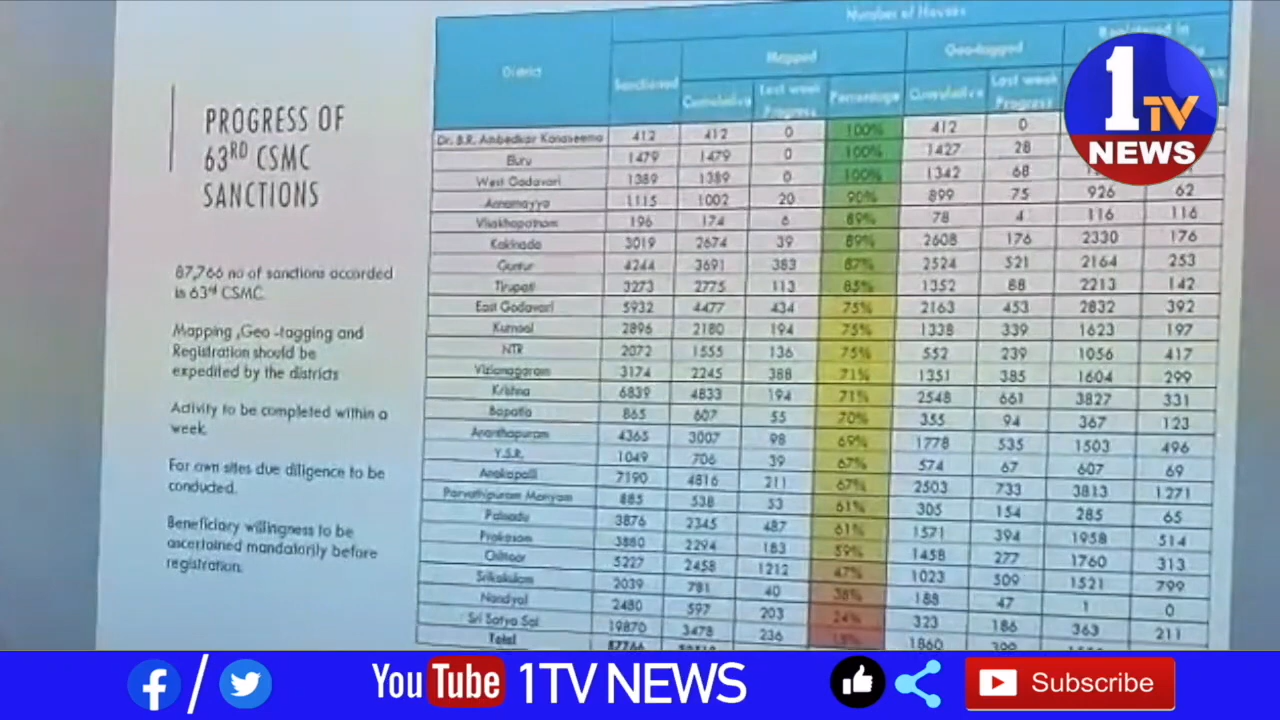 PROGRESS OF
63RD CSMC
SANCTIONS
87,766 no of sanctions accorded
in 63rd CSMC.
Mapping ,Geo -tagging and
Registration should be
expedited by the districts
Activity to be completed within a
week.
For own sites due diligence to be
conducted.
Beneficiary willingness to be
ascertained mandatorily before
registration.
Number of Houses
District Sanctioned Mapped Geo-tagged Registered in
Cumulative Last week Progress Percentage Cumulative Last week Progress
Dr. B.R. Ambedkar Konaseema 412 412 0 100% 412 0
Eluru 1479 1479 0 100% 1427 28
West Godavari 1389 1389 0 100% 1342 68
Annamayya 1115 1002 20 90% 899 75 926 62
Visakhapatnam 196 174 6 89% 78 4 116 116
Kakinada 3019 2674 39 89% 2608 176 2330 176
Guntur 4244 3691 383 87% 2524 521 2164 253
Tirupati 3273 2775 113 85% 1352 88 2213 142
East Godavari 5932 4477 434 75% 2163 453 2832 392
Kurnool 2896 2180 194 75% 1338 339 1623 197
NTR 2072 1555 136 75% 552 239 1056 417
Vizianagaram 3174 2245 388 71% 1351 385 1604 299
Krishna 6839 4833 194 71% 2548 661 3827 331
Bapatla 865 607 55 70% 355 94 367 123
Ananthapuram 4365 3007 98 69% 1778 535 1503 496
Y.S.R. 1049 706 39 67% 574 67 607 69
Anakapalli 7190 4816 211 67% 2503 733 3813 1271
Parvathipuram Manyam 885 538 53 61% 305 154 285 65
Palnadu 3876 2345 487 61% 1571 394 1958 514
Prakasam 3880 2294 183 59% 1458 277 1760 313
Chittoor 5227 2458 1212 47% 1023 509 1521 799
Srikakulam 2039 781 40 38% 188 47 1 0
Nandyal 2480 597 203 24% 323 186 363 211
Sri Satya Sai 19870 3478 236 18% 1860
Total 87766
1
TV
NEWS
YouTube 1TV NEWS
Subscribe